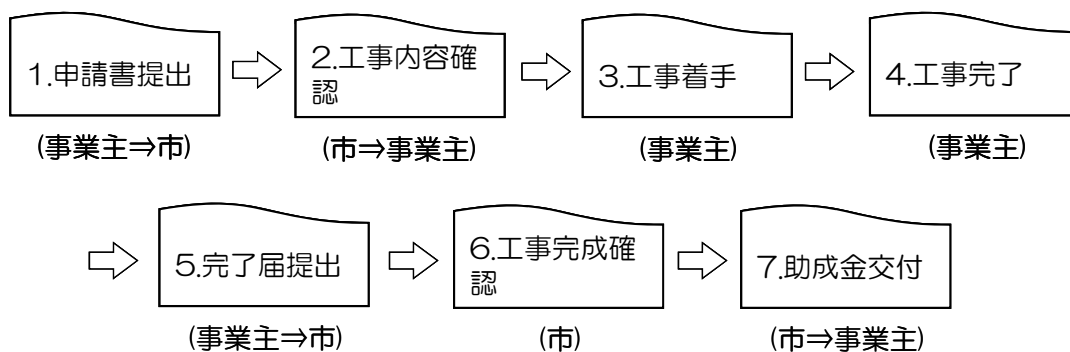 1.申請書提出
2.工事内容確
認
3.工事着手
4.工事完了
(事業主⇒市)
(市⇒事業主)
(事業主)
(事業主)
5.完了届提出
6.工事完成確
認
7.助成金交付
(事業主⇒市)
(市)
(市⇒事業主)